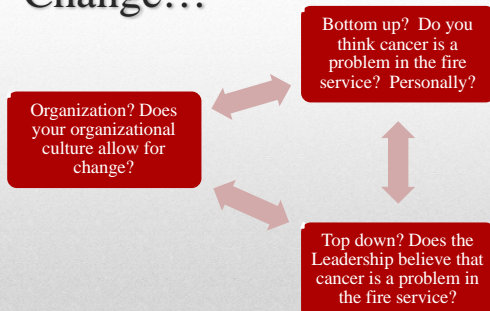 Change…
Bottom up? Do you
think cancer is a
problem in the fire
service? Personally?
Organization? Does
your organizational
culture allow for
change?
Top down? Does the
Leadership believe that
cancer is a problem in
the fire service?